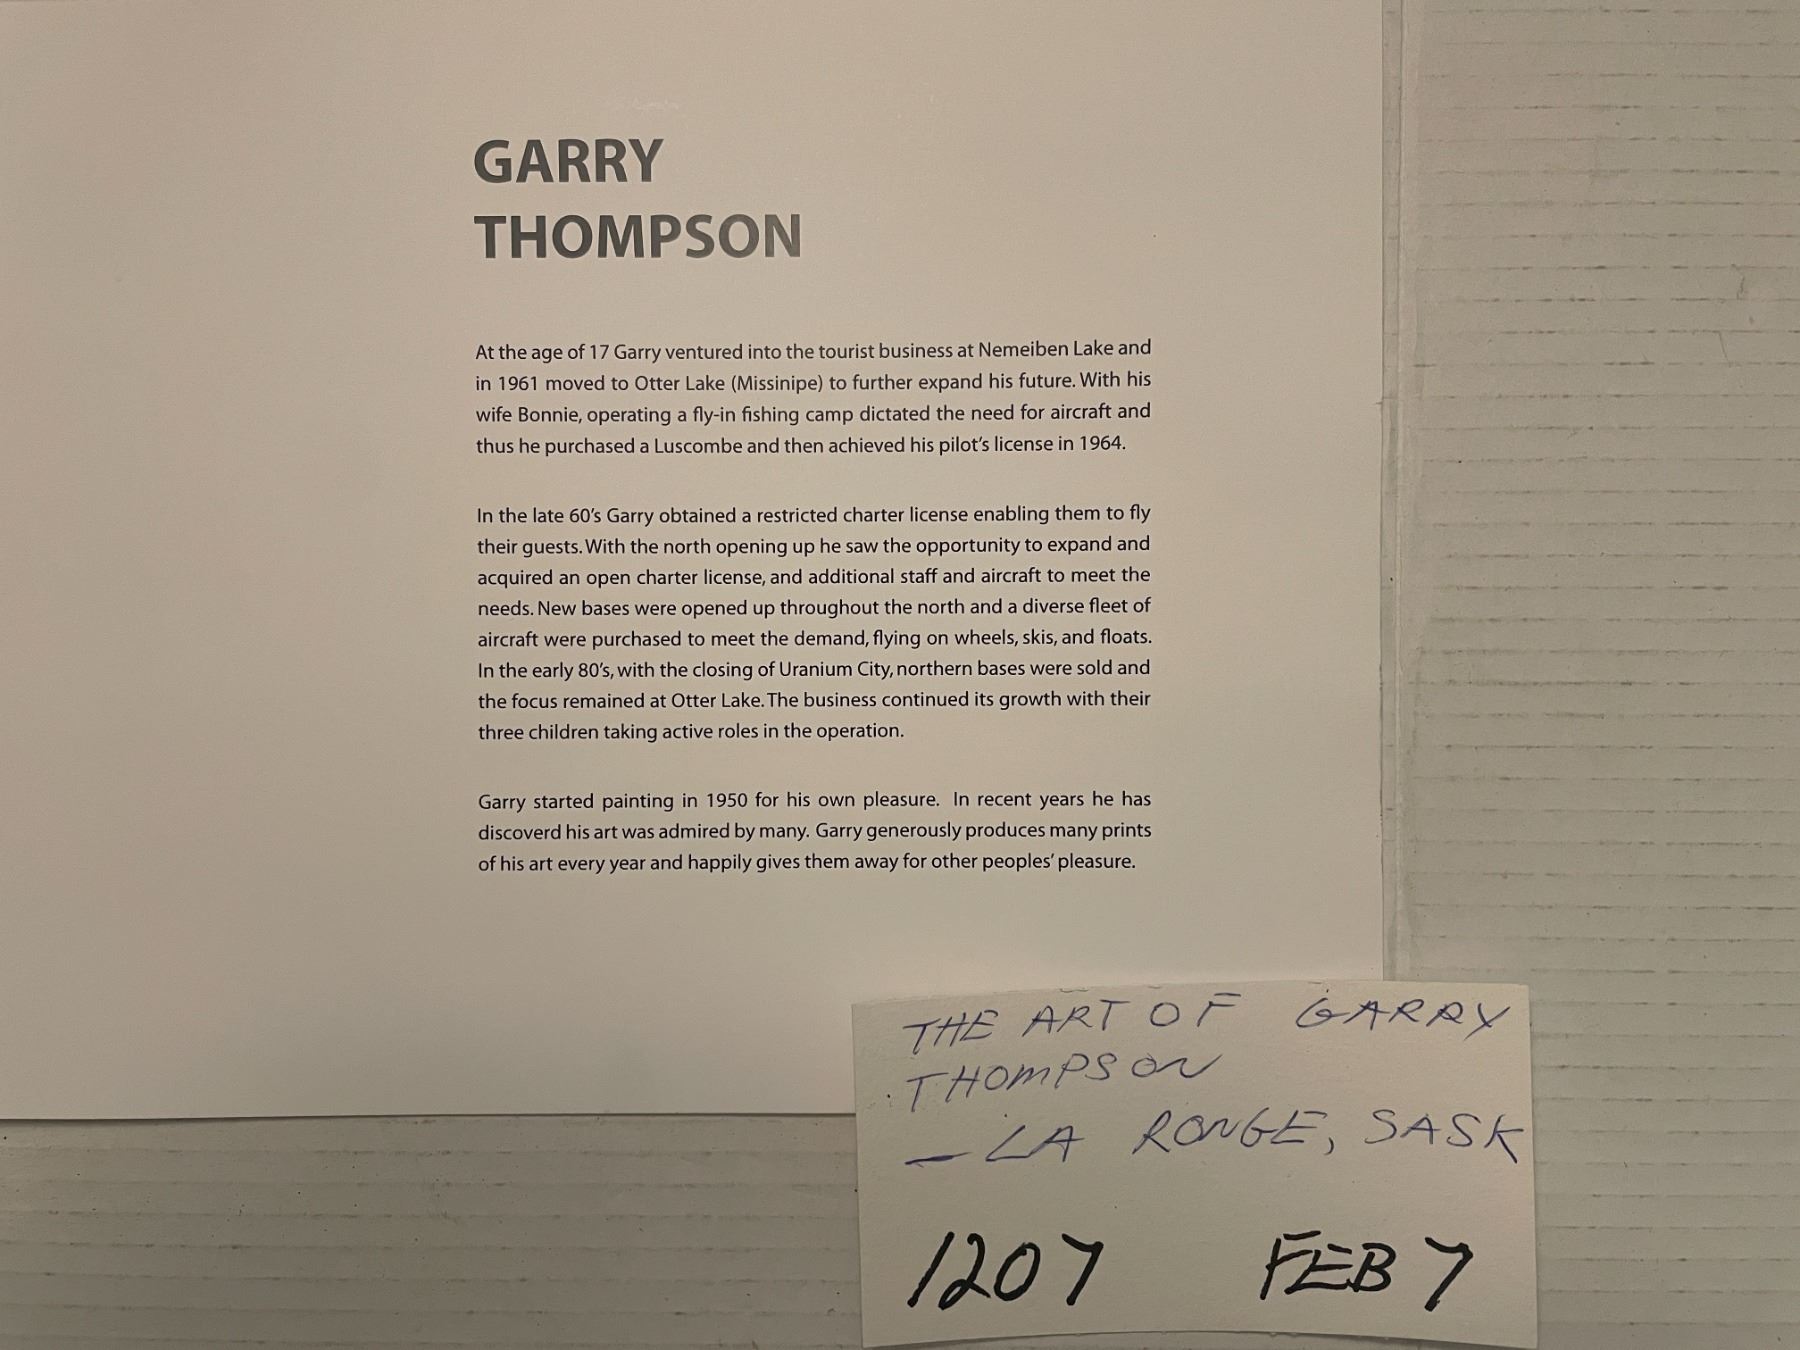 GARRY
THOMPSON
At the age of 17 Garry ventured into the tourist business at Nemeiben Lake and
in 1961 moved to Otter Lake (Missinipe) to further expand his future. With his
wife Bonnie, operating a fly-in fishing camp dictated the need for aircraft and
thus he purchased a Luscombe and then achieved his pilot's license in 1964.
In the late 60's Garry obtained a restricted charter license enabling them to fly
their guests. With the north opening up he saw the opportunity to expand and
acquired an open charter license, and additional staff and aircraft to meet the
needs. New bases were opened up throughout the north and a diverse fleet of
aircraft were purchased to meet the demand, flying on wheels, skis, and floats.
In the early 80's, with the closing of Uranium City, northern bases were sold and
the focus remained at Otter Lake. The business continued its growth with their
three children taking active roles in the operation.
Garry started painting in 1950 for his own pleasure. In recent years he has
discoverd his art was admired by many. Garry generously produces many prints
of his art every year and happily gives them away for other peoples' pleasure.
THE ART OF GARRY
THOMPSON
- LA RONGE, SASK
1207 FEB 7